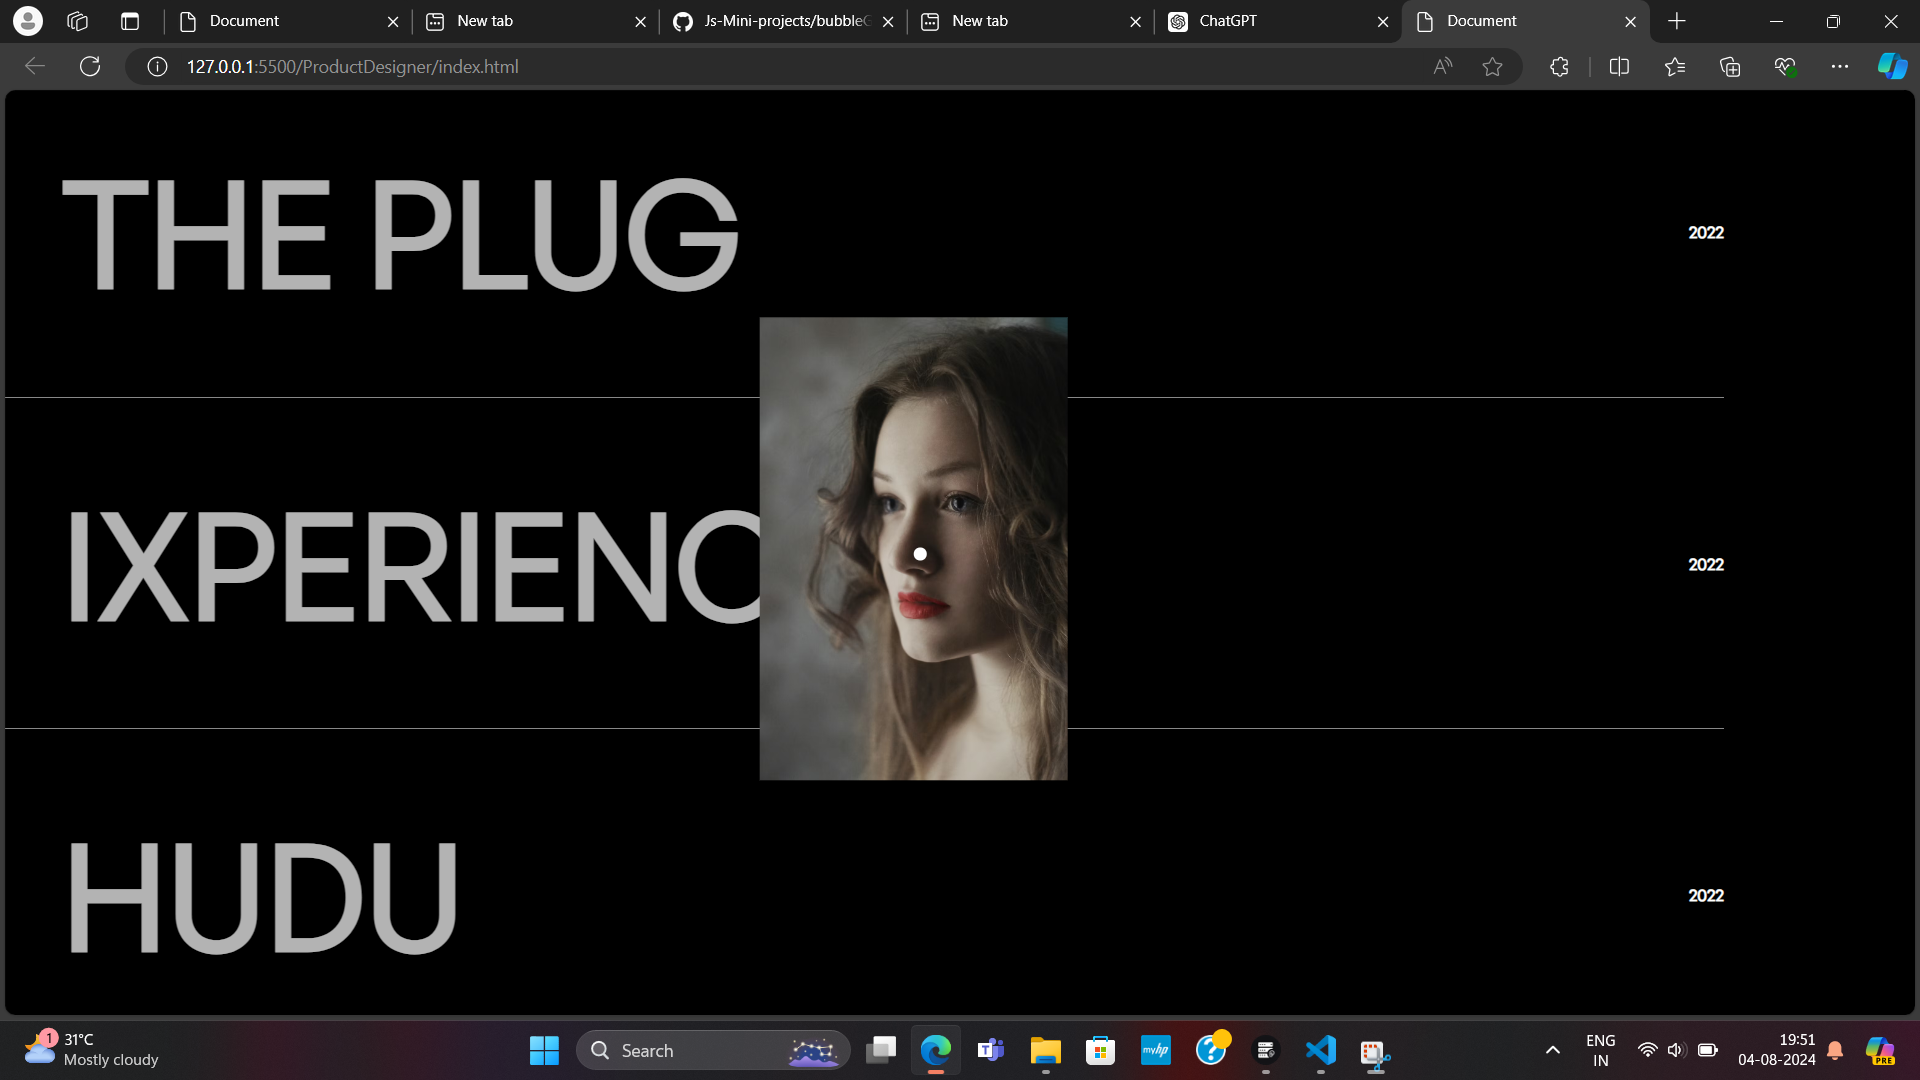 Document
New tab
Js-Mini-projects/bubbleG
New tab
ChatGPT
Document
127.0.0.1:5500/ProductDesigner/index.html
THE PLUG
2022
IXPERIENC
2022
HUDU
2022
1
31°C
Mostly cloudy
Search
myhp
PRE
ENG
IN
19:51
04-08-2024